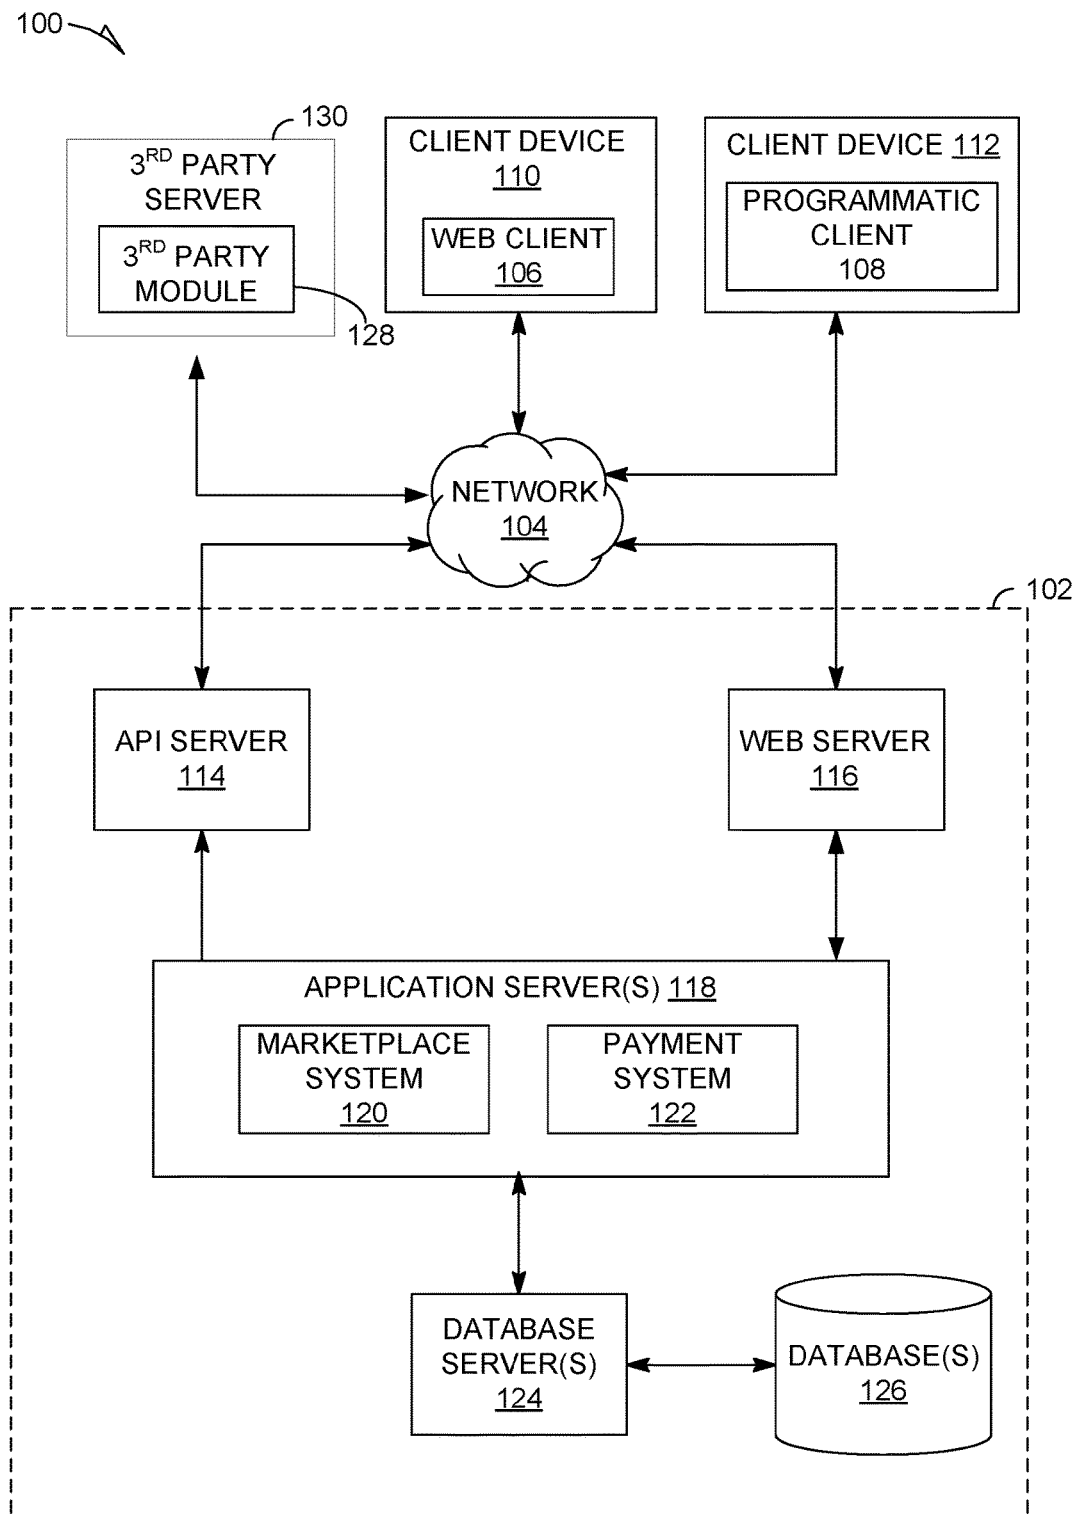 100
130
3RD PARTY
SERVER
3RD PARTY
MODULE
128
CLIENT DEVICE
110
WEB CLIENT
106
CLIENT DEVICE 112
PROGRAMMATIC
CLIENT
108
NETWORK
104
102
API SERVER
114
WEB SERVER
116
APPLICATION SERVER(S) 118
MARKETPLACE
SYSTEM
120
PAYMENT
SYSTEM
122
DATABASE
SERVER(S)
124
DATABASE(S)
126